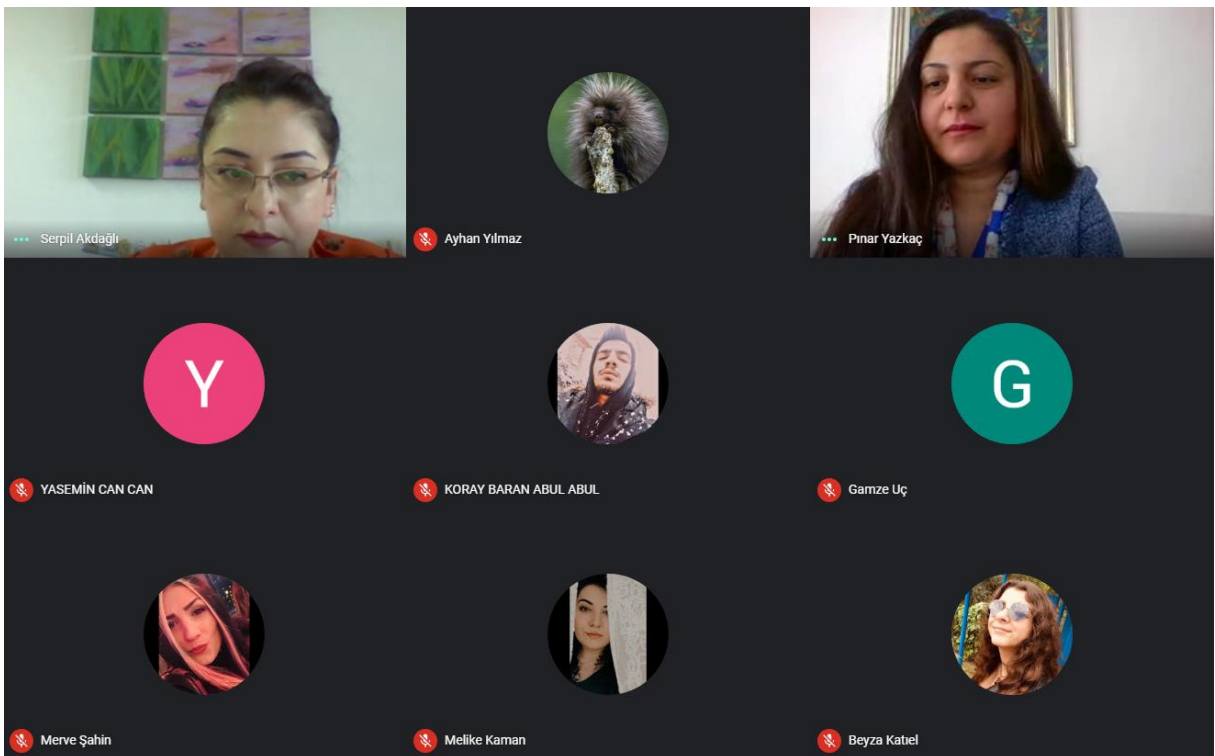 Serpil Akdağlı
Ayhan Yılmaz
Pınar Yazkaç
Y
G
YASEMİN CAN CAN
KORAY BARAN ABUL ABUL
Gamze Uç
Merve Şahin
Melike Kaman
Beyza Katıel